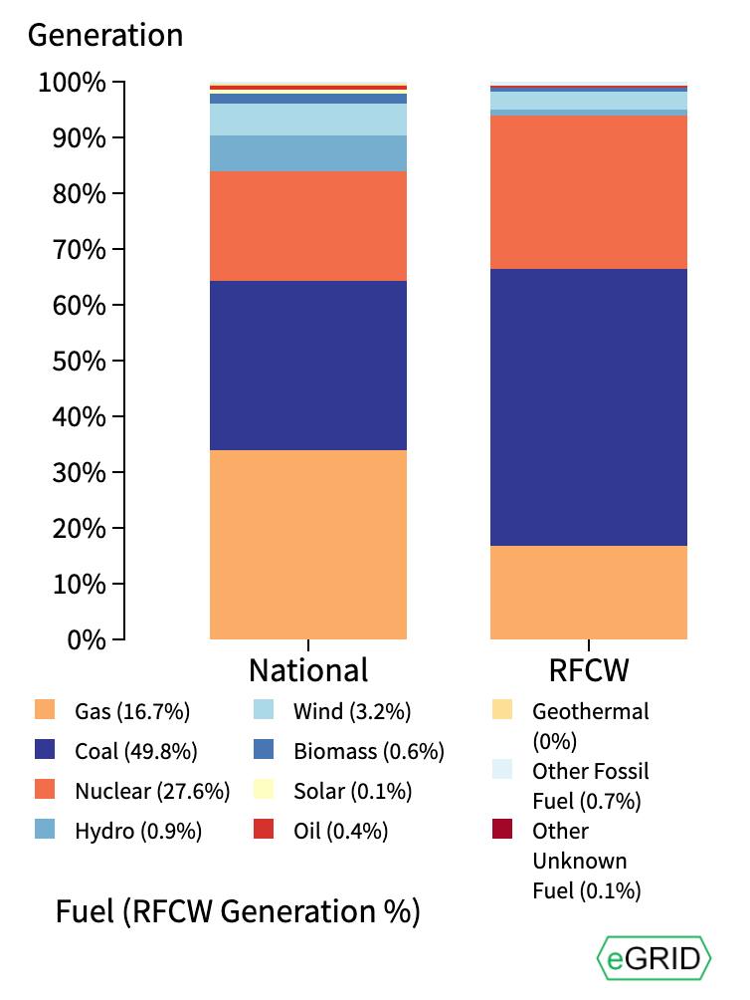 Generation
100%
90%
80%
70%
60%
50%
40%
30%
20%
10%
0%
National
RFCW
Gas (16.7%)
Coal (49.8%)
Nuclear (27.6%)
Hydro (0.9%)
Wind (3.2%)
Biomass (0.6%)
Solar (0.1%)
Oil (0.4%)
Geothermal
(0%)
Other Fossil
Fuel (0.7%)
Other
Unknown
Fuel (0.1%)
Fuel (RFCW Generation %)
eGRID